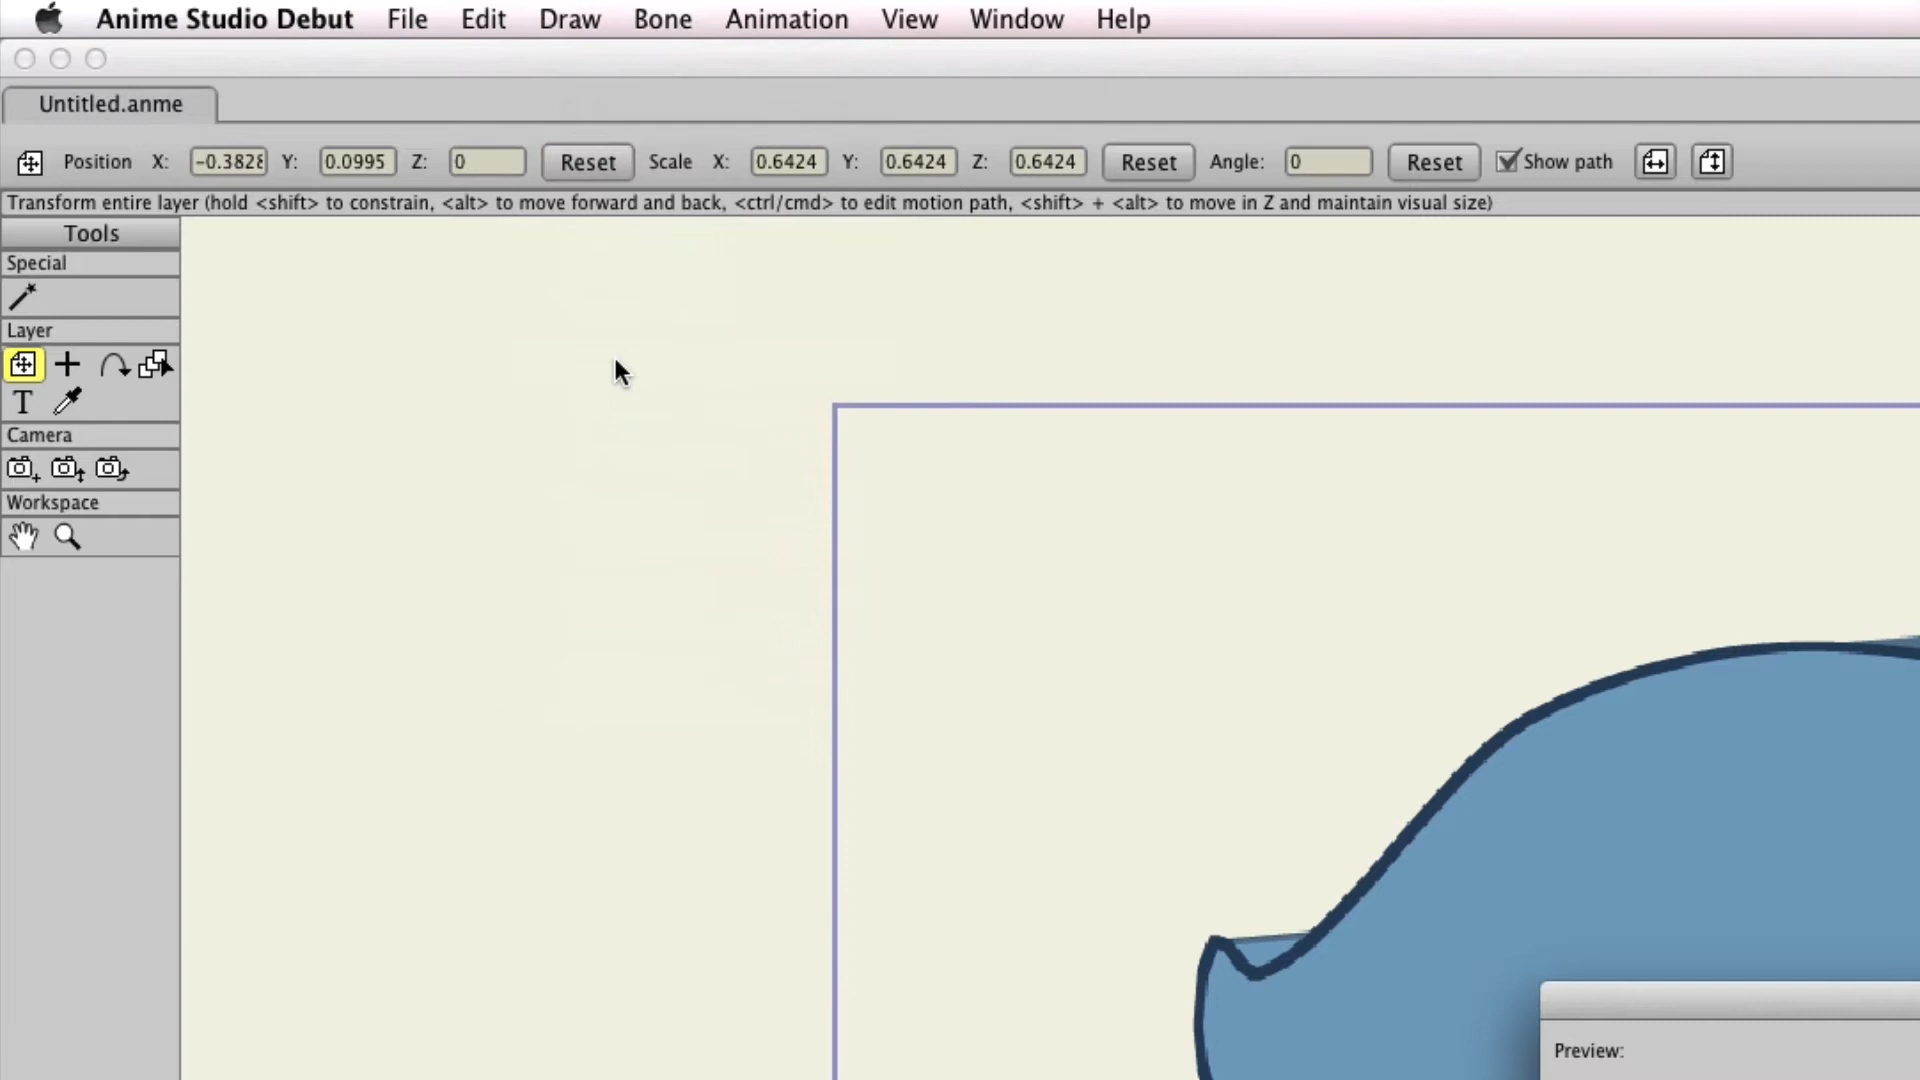 Anime Studio Debut File Edit Draw Bone Animation View Window Help
Untitled.anme
Position X: -0.3828 Y: 0.0995 Z: 0 Reset Scale X: 0.6424 Y: 0.6424 Z: 0.6424 Reset Angle: 0 Reset Show path
Transform entire layer (hold <shift> to constrain, <alt> to move forward and back, <ctrl/cmd> to edit motion path, <shift> + <alt> to move in Z and maintain visual size)
Tools
Special
Layer
T
Camera
Workspace
Preview: